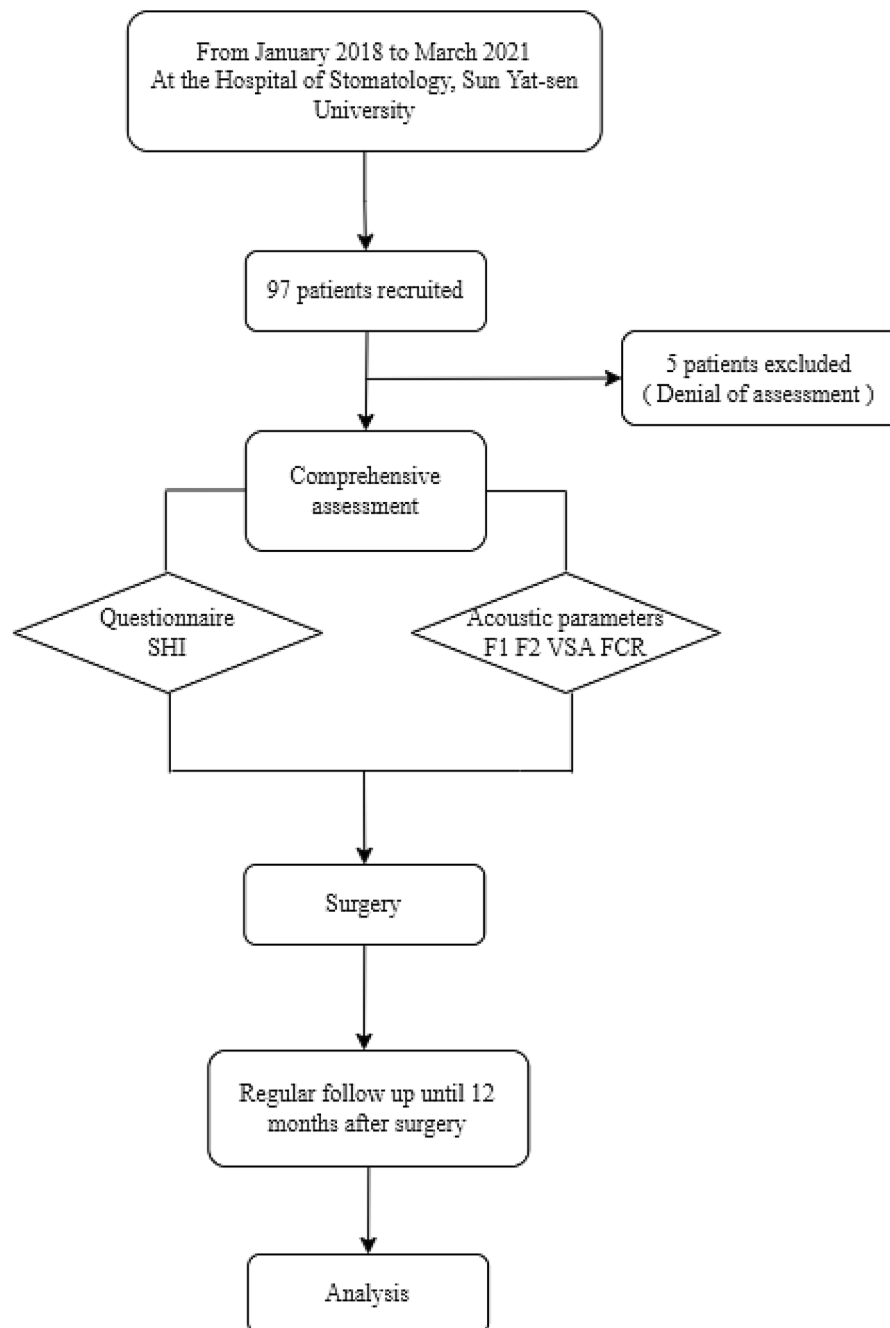 From January 2018 to March 2021
At the Hospital of Stomatology, Sun Yat-sen
University
97 patients recruited
5 patients excluded
( Denial of assessment )
Comprehensive
assessment
Questionnaire
SHI
Acoustic parameters
F1 F2 VSA FCR
Surgery
Regular follow up until 12
months after surgery
Analysis